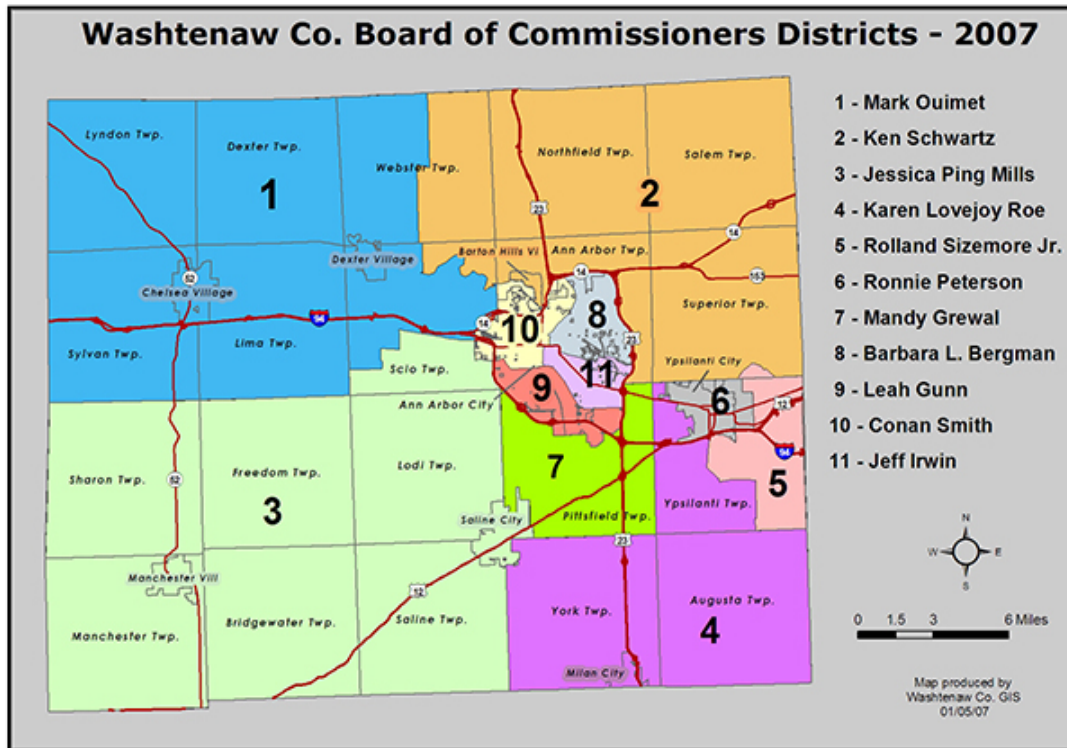 Washtenaw Co. Board of Commissioners Districts - 2007
1 - Mark Ouimet
2 - Ken Schwartz
3 - Jessica Ping Mills
4 - Karen Lovejoy Roe
5 - Rolland Sizemore Jr.
6 - Ronnie Peterson
7 - Mandy Grewal
8 - Barbara L. Bergman
9 - Leah Gunn
10 - Conan Smith
11 - Jeff Irwin
Lyndon Twp.
Dexter Twp.
Webster Twp.
Northfield Twp.
Salem Twp.
1
2
23
14
52
Chelsea Village
Dexter Village
Barton Hills Vl
Ann Arbor Twp.
14
153
Superior Twp.
94
14
10
8
23
Sylvan Twp.
Lima Twp.
Scio Twp.
Ypsilanti City
11
9
6
12
Ann Arbor City
94
Sharon Twp.
52
Freedom Twp.
Lodi Twp.
7
5
3
Saline City
Pittsfield Twp.
Ypsilanti Twp.
23
Manchester Vill
12
Manchester Twp.
Bridgewater Twp.
Saline Twp.
York Twp.
Augusta Twp.
4
Milan City
N
W
E
S
0 1.5 3 6 Miles
Map produced by
Washtenaw Co. GIS
01/05/07